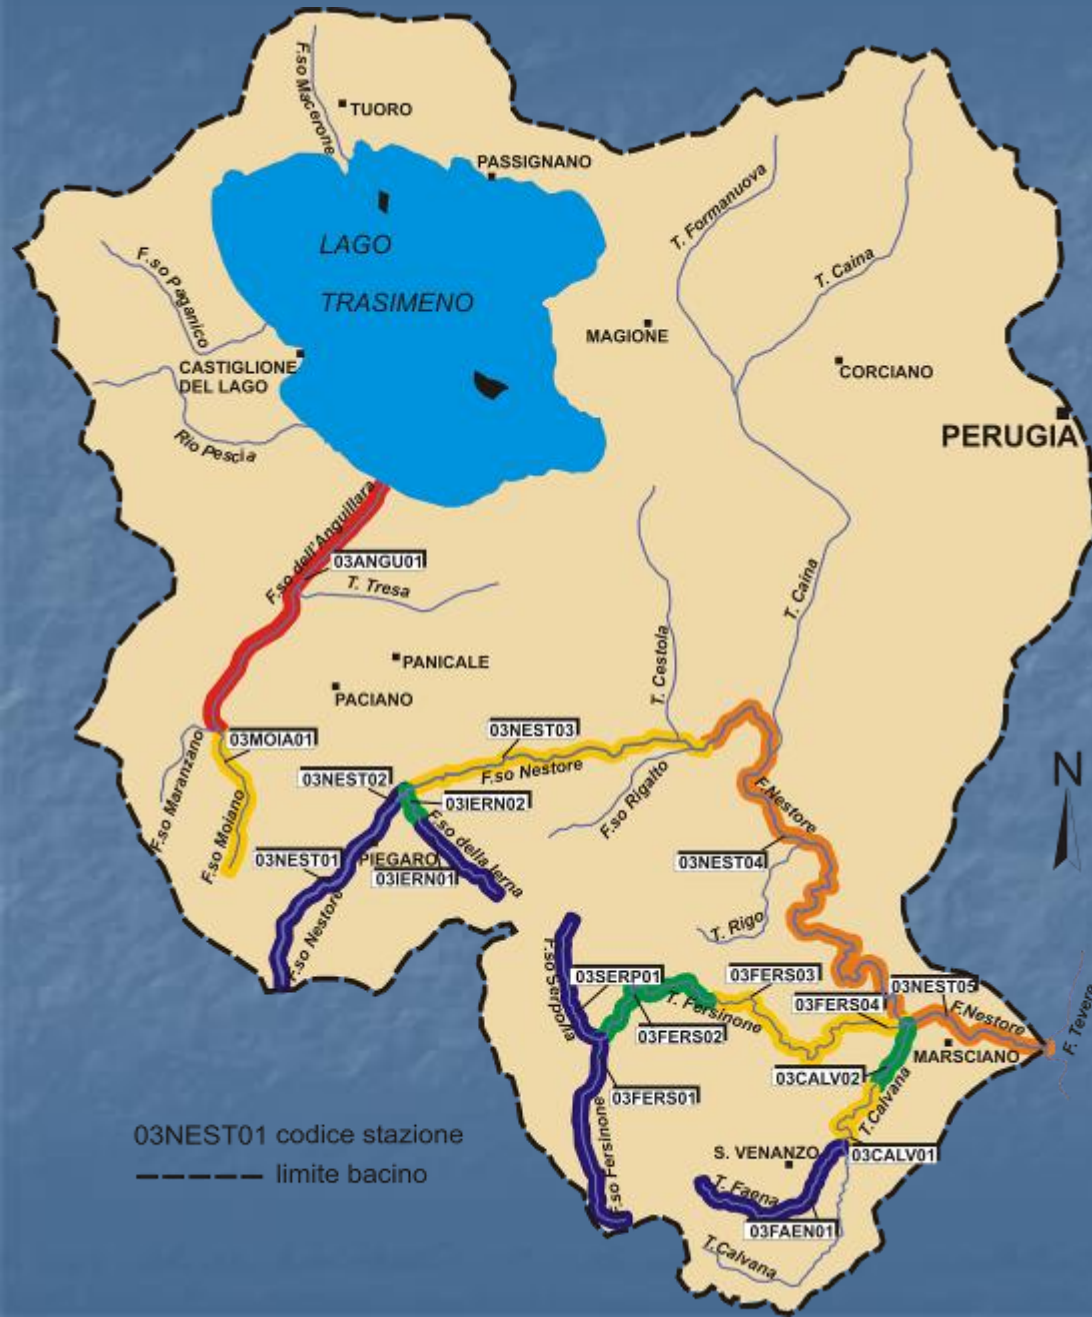 F.so Macerone
TUORO
PASSIGNANO
LAGO
TRASIMENO
T. Formanuova
T. Caina
F.so Paganico
MAGIONE
CASTIGLIONE
DEL LAGO
CORCIANO
PERUGIA
Rio Pescia
F.so dell'Anguillara
03ANGU01
T. Tresa
T. Caina
T. Cestola
PANICALE
PACIANO
03MOIA01
03NEST03
F.so Maranzano
03NEST02
F.so Nestore
03IERN02
F.so Rigalto
F.Nestore
N
F.so Moiano
03NEST01
PIEGARO
F.so della Ierna
03IERN01
03NEST04
F.so Nestore
T. Rigo
F.so Serpolla
03SERP01
03FERS03
03NEST05
T. Fersinone
03FERS04
F.Nestore
F. Tevere
03FERS02
MARSCIANO
03CALV02
03FERS01
T.Calvana
03NEST01 codice stazione
limite bacino
F.so Fersinone
S. VENANZO
03CALV01
T. Faena
03FAEN01
T.Calvana